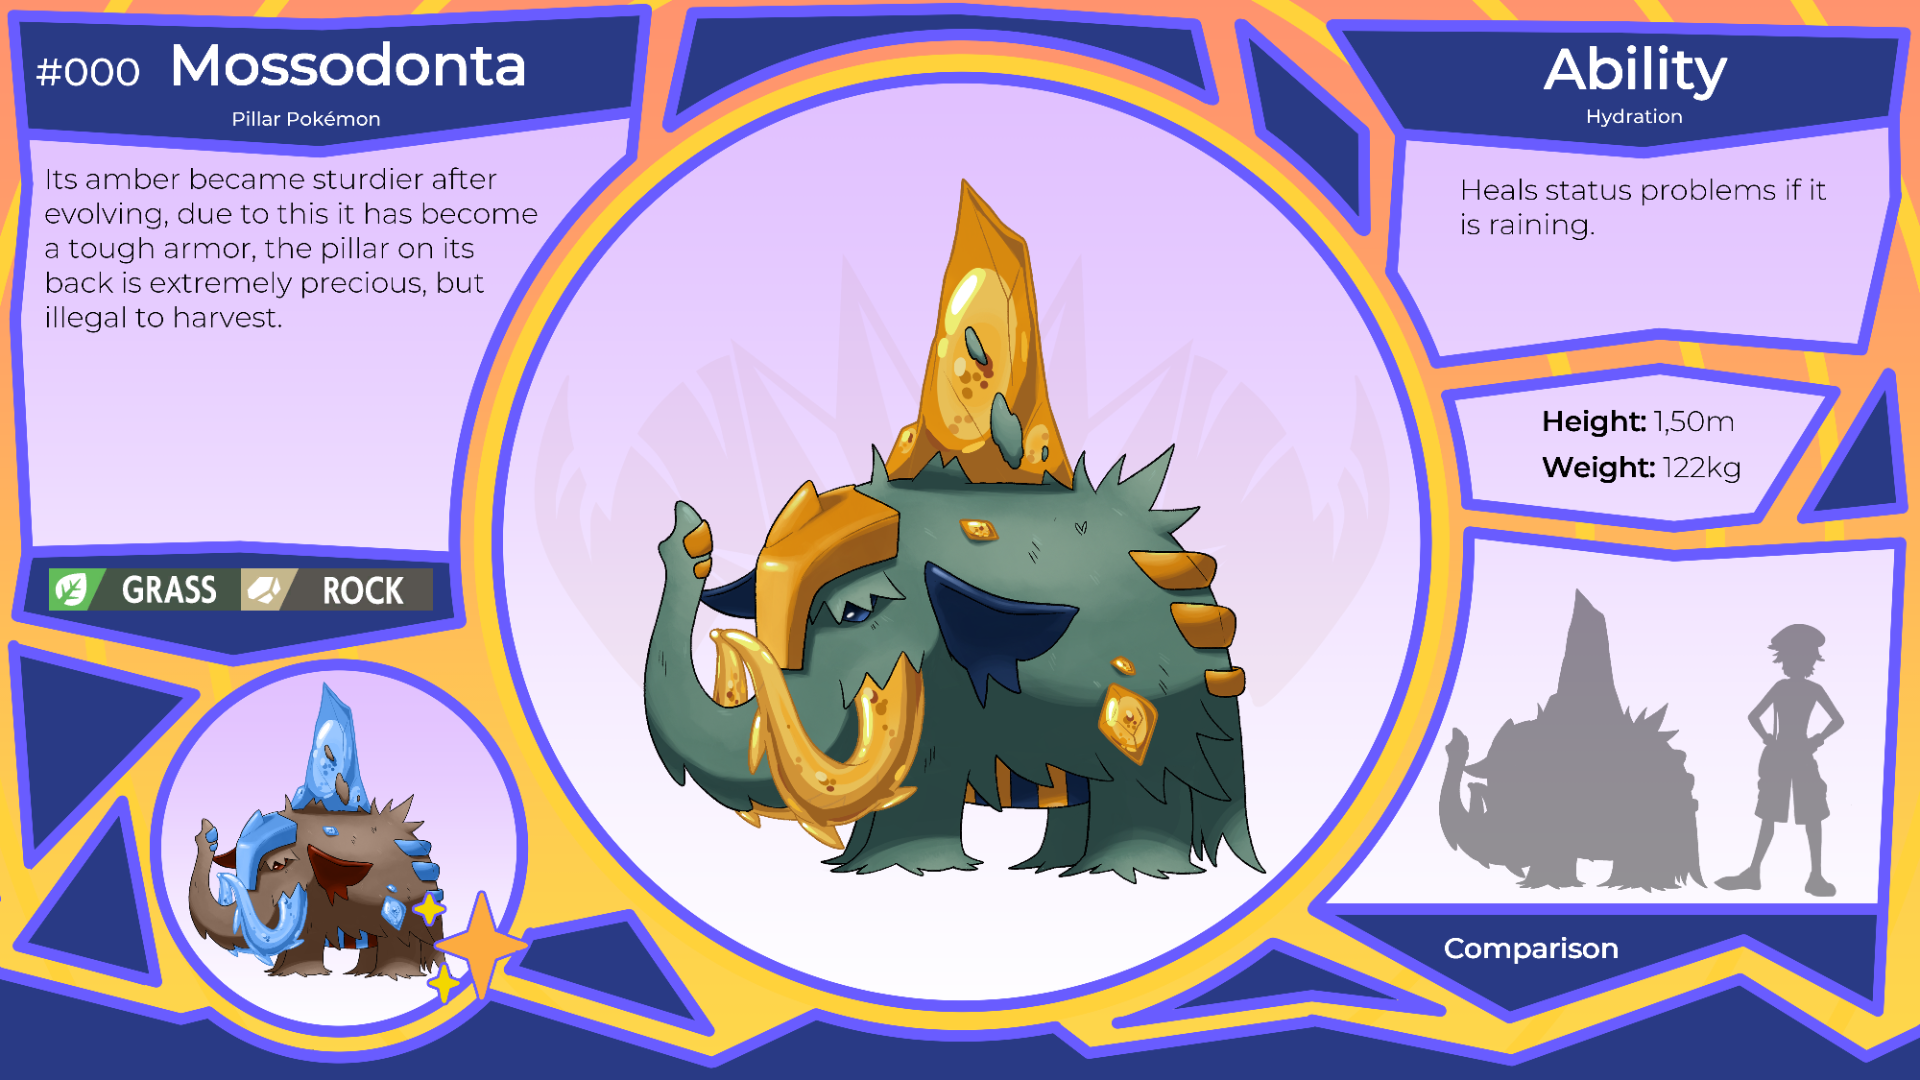 #000 Mossodonta
Pillar Pokémon
Its amber became sturdier after
evolving, due to this it has become
a tough armor, the pillar on its
back is extremely precious, but
illegal to harvest.
GRASS ROCK
Ability
Hydration
Heals status problems if it
is raining.
Height: 1,50m
Weight: 122kg
Comparison